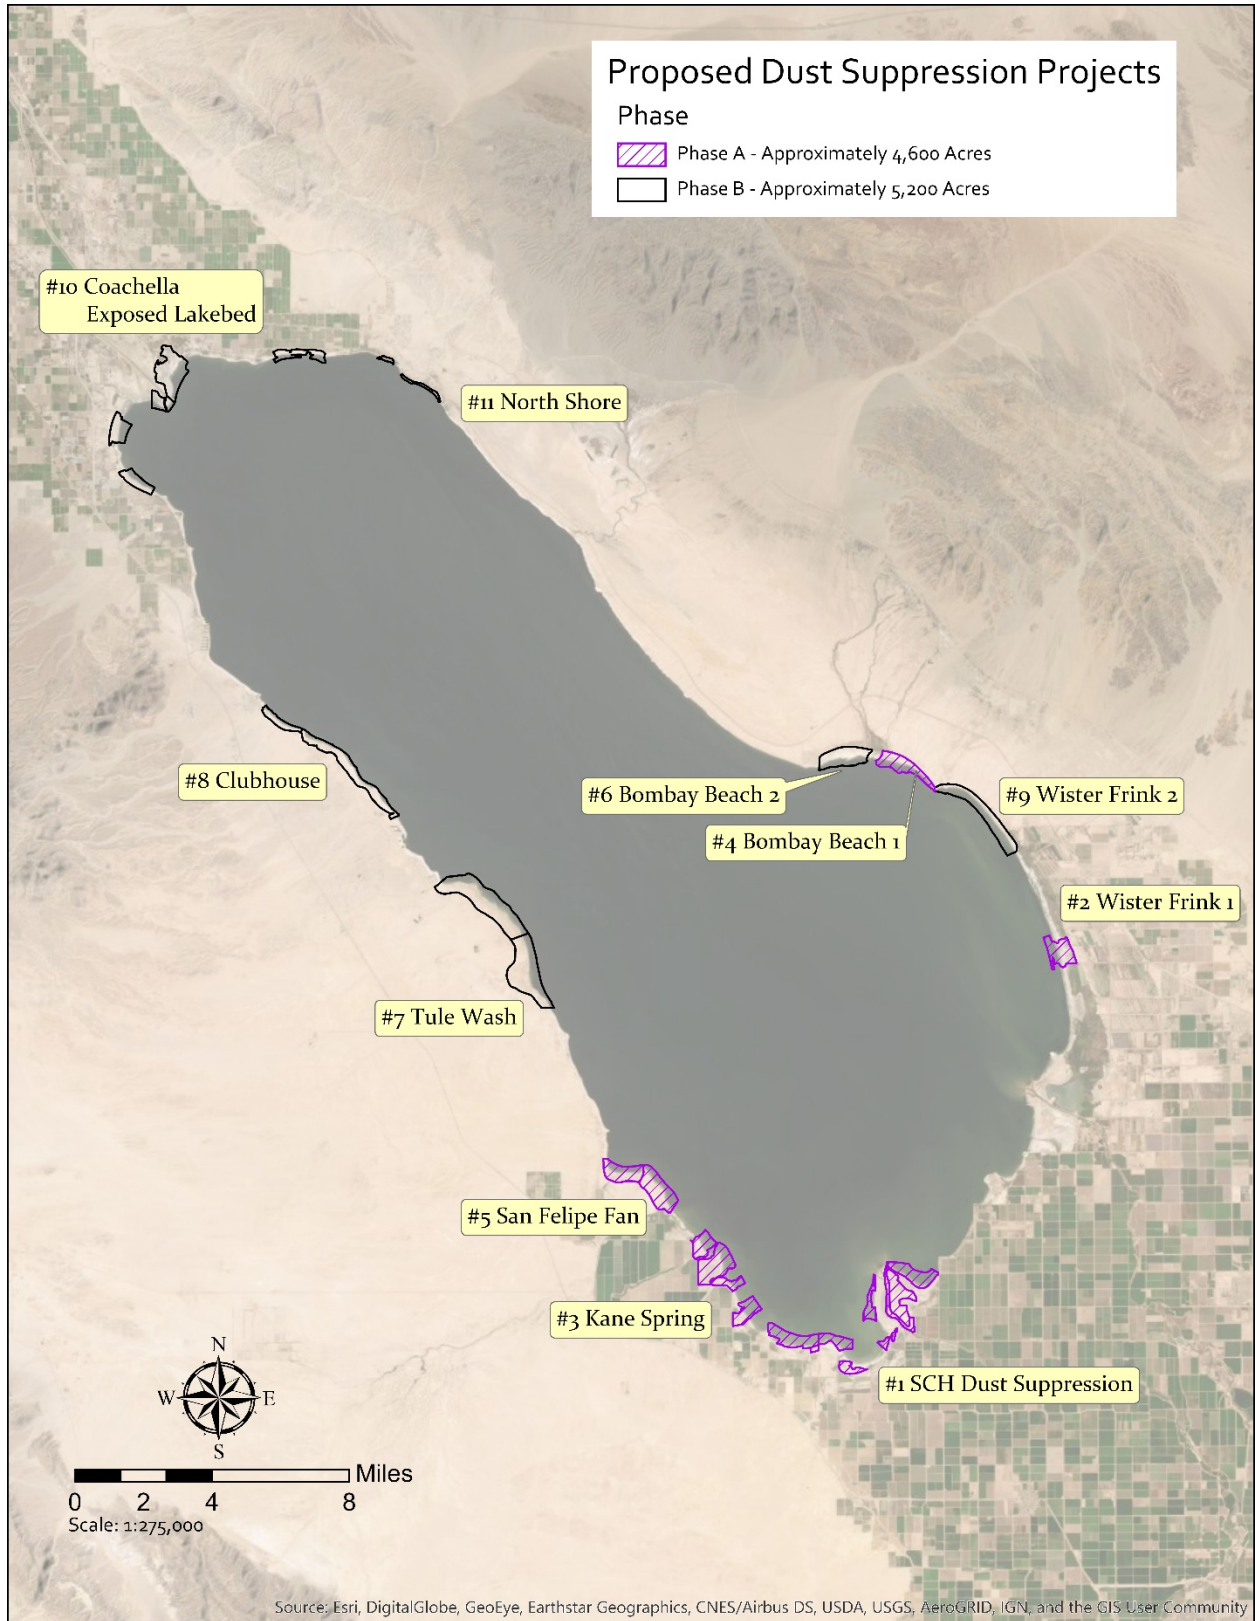 Proposed Dust Suppression Projects
Phase
Phase A - Approximately 4,600 Acres
Phase B - Approximately 5,200 Acres
#10 Coachella
Exposed Lakebed
#11 North Shore
#8 Clubhouse
#6 Bombay Beach 2
#9 Wister Frink 2
#4 Bombay Beach 1
#2 Wister Frink 1
#7 Tule Wash
#5 San Felipe Fan
#3 Kane Spring
#1 SCH Dust Suppression
N
W E
S
Miles
0 2 4 8
Scale: 1:275,000
Source: Esri, DigitalGlobe, GeoEye, Earthstar Geographics, CNES/Airbus DS, USDA, USGS, AeroGRID, IGN, and the GIS User Community